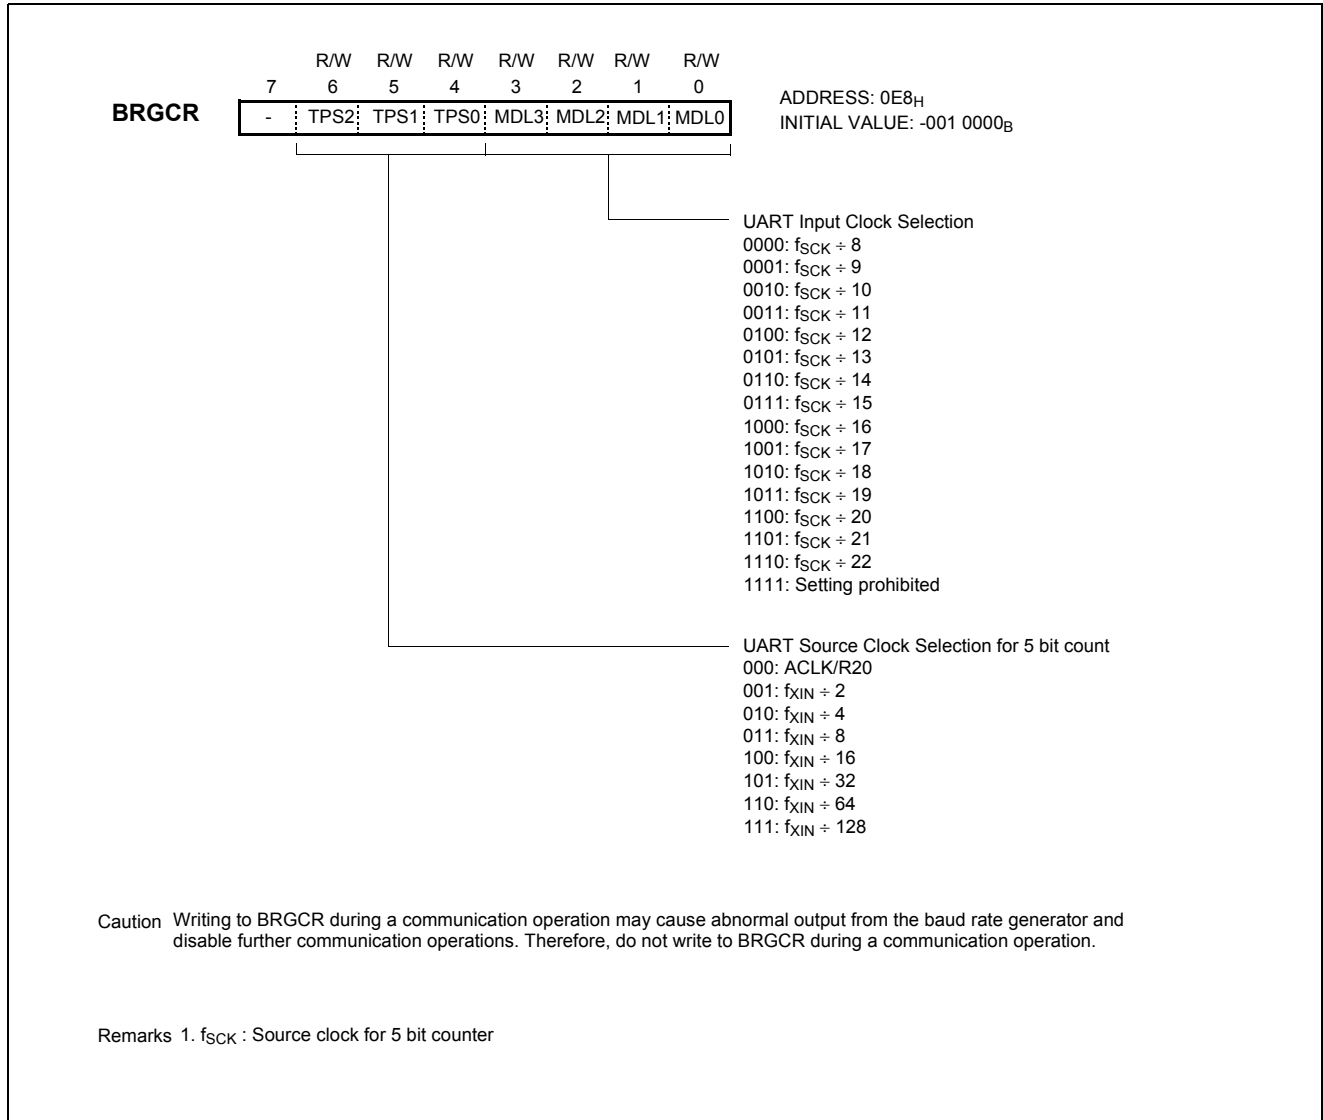 R/W R/W R/W R/W R/W R/W R/W
7 6 5 4 3 2 1 0
BRGCR - TPS2 TPS1 TPS0 MDL3 MDL2 MDL1 MDL0
ADDRESS: 0E8H
INITIAL VALUE: -001 0000B
UART Input Clock Selection
0000: fSCK ÷ 8
0001: fSCK ÷ 9
0010: fSCK ÷ 10
0011: fSCK ÷ 11
0100: fSCK ÷ 12
0101: fSCK ÷ 13
0110: fSCK ÷ 14
0111: fSCK ÷ 15
1000: fSCK ÷ 16
1001: fSCK ÷ 17
1010: fSCK ÷ 18
1011: fSCK ÷ 19
1100: fSCK ÷ 20
1101: fSCK ÷ 21
1110: fSCK ÷ 22
1111: Setting prohibited
UART Source Clock Selection for 5 bit count
000: ACLK/R20
001: fXIN ÷ 2
010: fXIN ÷ 4
011: fXIN ÷ 8
100: fXIN ÷ 16
101: fXIN ÷ 32
110: fXIN ÷ 64
111: fXIN ÷ 128
Caution Writing to BRGCR during a communication operation may cause abnormal output from the baud rate generator and
disable further communication operations. Therefore, do not write to BRGCR during a communication operation.
Remarks 1. fSCK : Source clock for 5 bit counter